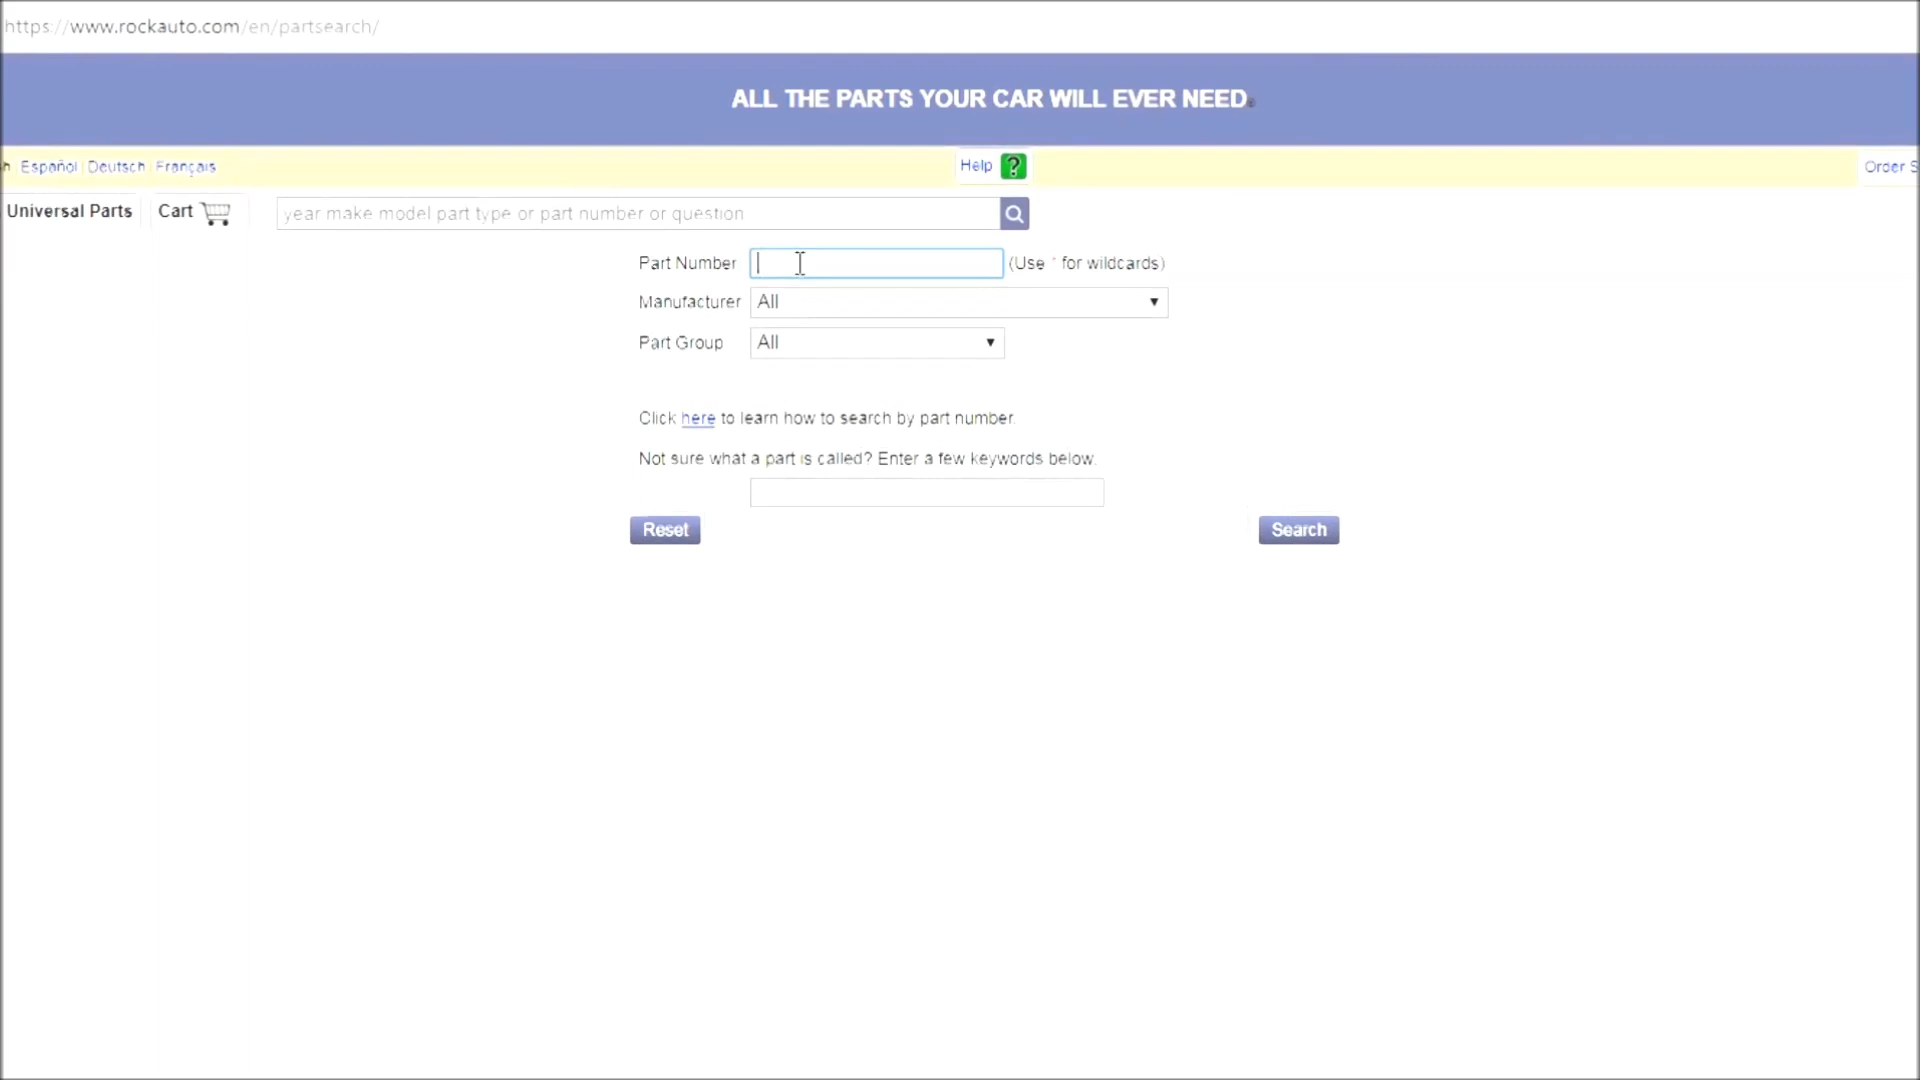 https://www.rockauto.com/en/partsearch/
ALL THE PARTS YOUR CAR WILL EVER NEED®
h Español Deutsch Français
Help ?
Order S
Universal Parts
Cart
year make model part type or part number or question
Part Number (Use * for wildcards)
Manufacturer All
Part Group All
Click here to learn how to search by part number.
Not sure what a part is called? Enter a few keywords below.
Reset
Search